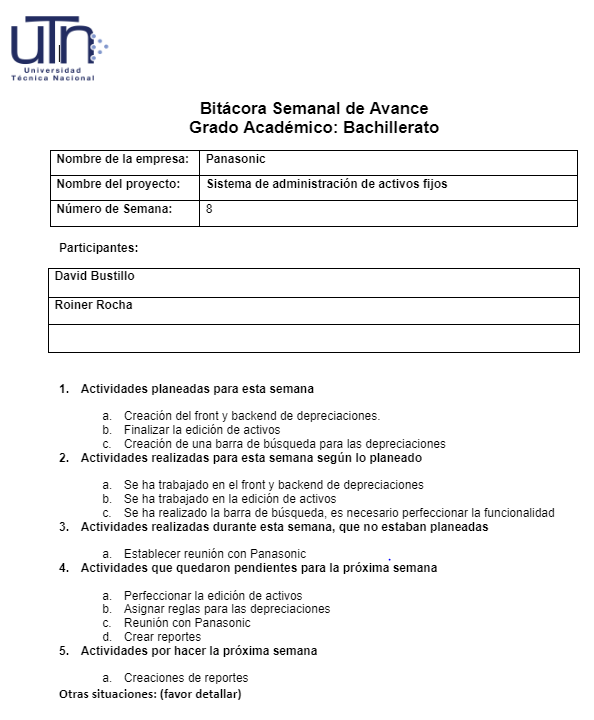 UTN
Universidad
Técnica Nacional
Bitácora Semanal de Avance
Grado Académico: Bachillerato
Nombre de la empresa: Panasonic
Nombre del proyecto: Sistema de administración de activos fijos
Número de Semana: 8
Participantes:
David Bustillo
Roiner Rocha
1. Actividades planeadas para esta semana
a. Creación del front y backend de depreciaciones.
b. Finalizar la edición de activos
c. Creación de una barra de búsqueda para las depreciaciones
2. Actividades realizadas para esta semana según lo planeado
a. Se ha trabajado en el front y backend de depreciaciones
b. Se ha trabajado en la edición de activos
c. Se ha realizado la barra de búsqueda, es necesario perfeccionar la funcionalidad
3. Actividades realizadas durante esta semana, que no estaban planeadas
a. Establecer reunión con Panasonic
4. Actividades que quedaron pendientes para la próxima semana
a. Perfeccionar la edición de activos
b. Asignar reglas para las depreciaciones
c. Reunión con Panasonic
d. Crear reportes
5. Actividades por hacer la próxima semana
a. Creaciones de reportes
Otras situaciones: (favor detallar)